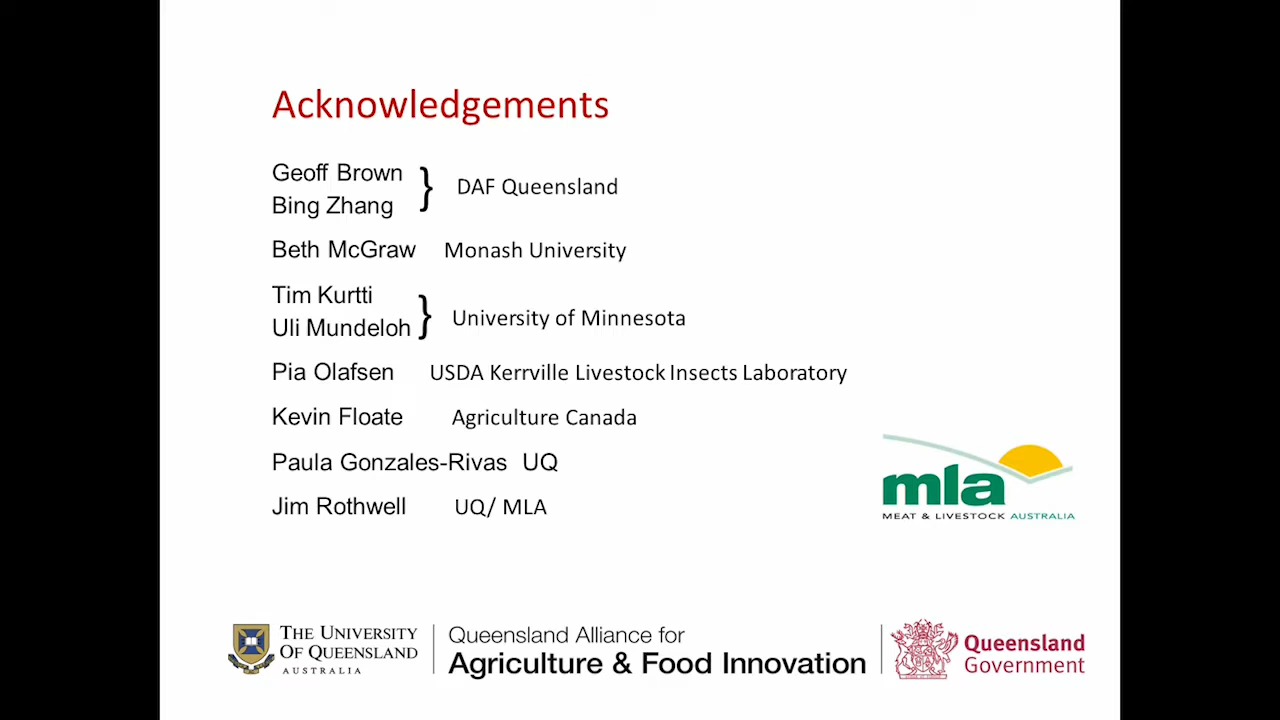 Acknowledgements
Geoff Brown
Bing Zhang
} DAF Queensland
Beth McGraw Monash University
Tim Kurtti
Uli Mundeloh
} University of Minnesota
Pia Olafsen USDA Kerrville Livestock Insects Laboratory
Kevin Floate Agriculture Canada
Paula Gonzales-Rivas UQ
Jim Rothwell UQ/ MLA
mla
MEAT & LIVESTOCK AUSTRALIA
THE UNIVERSITY
OF QUEENSLAND
AUSTRALIA
Queensland Alliance for
Agriculture & Food Innovation
Queensland
Government